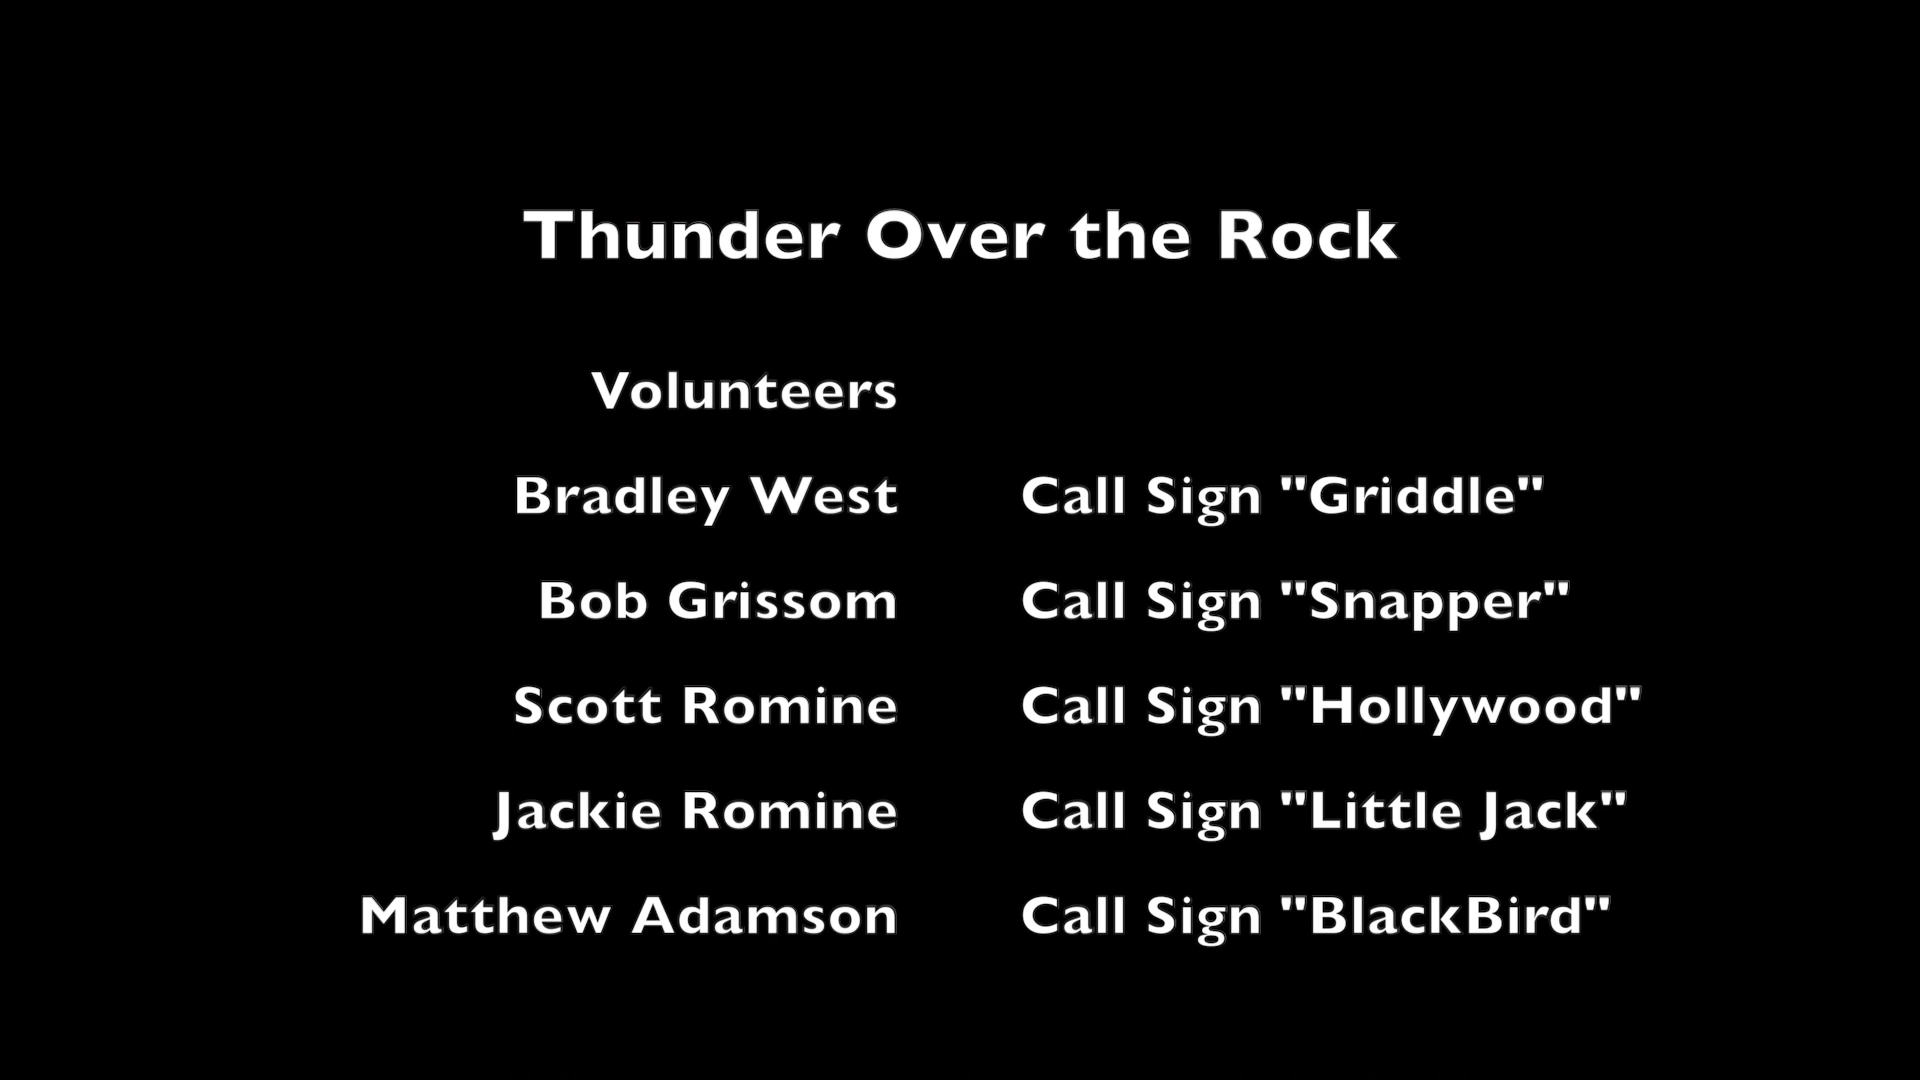 Thunder Over the Rock
Volunteers
Bradley West Call Sign "Griddle"
Bob Grissom Call Sign "Snapper"
Scott Romine Call Sign "Hollywood"
Jackie Romine Call Sign "Little Jack"
Matthew Adamson Call Sign "BlackBird"